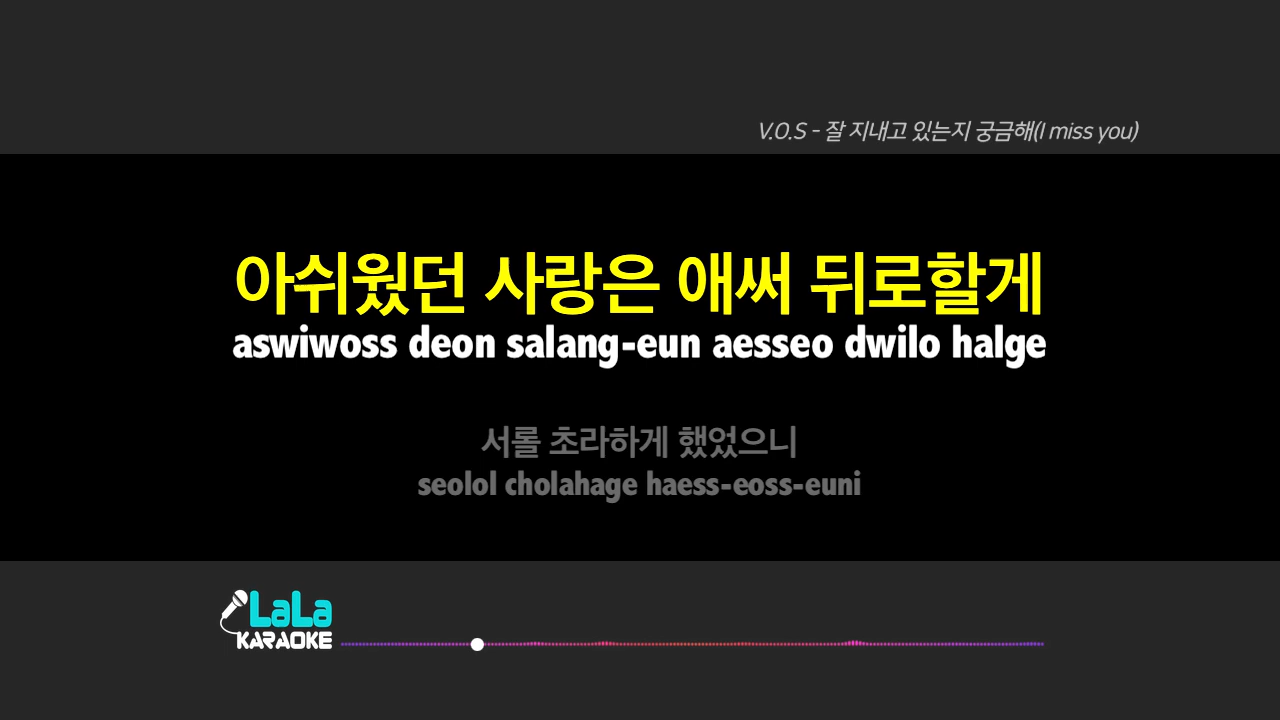 V.O.S - 잘 지내고 있는지 궁금해(I miss you)
아쉬웠던 사랑은 애써 뒤로할게
aswiwoss deon salang-eun aesseo dwilo halge
서롤 초라하게 했었으니
seolol cholahage haess-eoss-euni
LaLa
KARAOKE